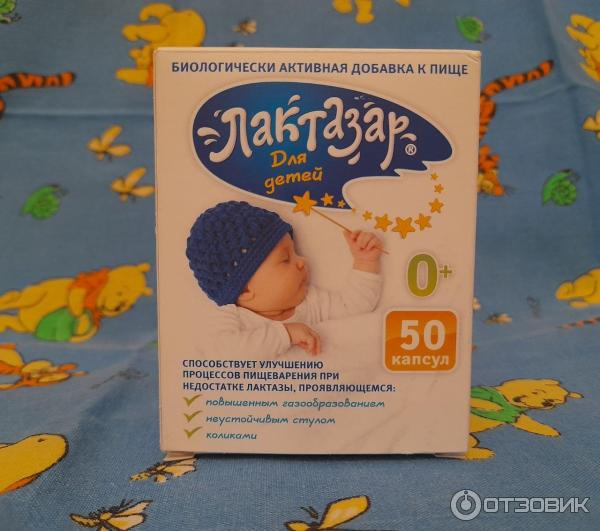 БИОЛОГИЧЕСКИ АКТИВНАЯ ДОБАВКА К ПИЩЕ
Лактазар®
Для
детей
0+
50
капсул
СПОСОБСТВУЕТ УЛУЧШЕНИЮ
ПРОЦЕССОВ ПИЩЕВАРЕНИЯ ПРИ
НЕДОСТАТКЕ ЛАКТАЗЫ, ПРОЯВЛЯЮЩЕМСЯ:
повышенным газообразованием
неустойчивым стулом
коликами
ОТЗОВИК